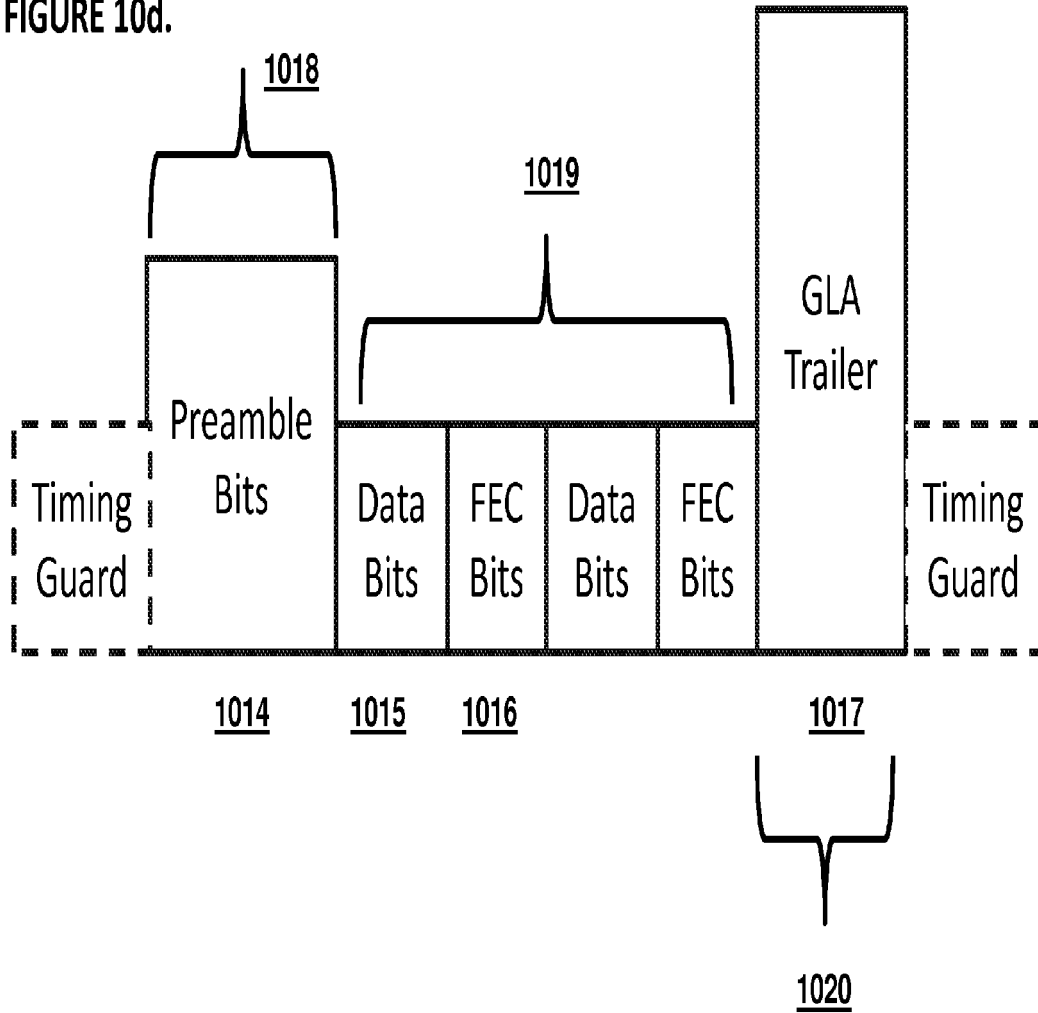 FIGURE 10d.
1018
1019
GLA
Trailer
Preamble
Bits
Timing
Guard
Data
Bits
FEC
Bits
Data
Bits
FEC
Bits
Timing
Guard
1014
1015
1016
1017
1020